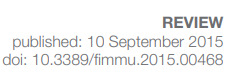 REVIEW
published: 10 September 2015
doi: 10.3389/fimmu.2015.00468